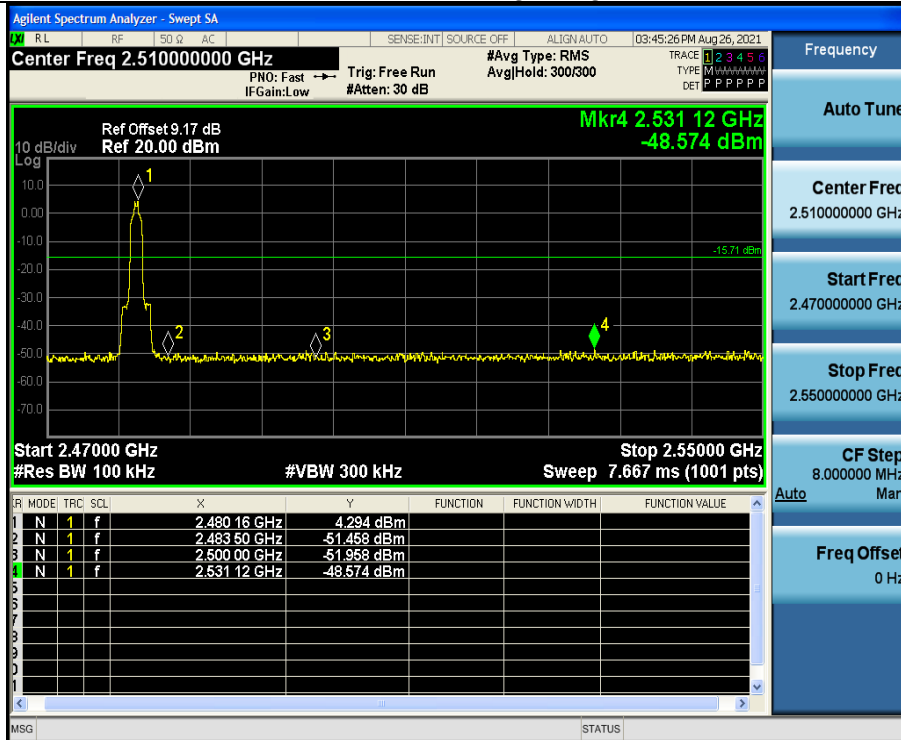 Agilent Spectrum Analyzer - Swept SA
LXI RL RF 50 Ω AC SENSE:INT SOURCE OFF ALIGN AUTO 03:45:26 PM Aug 26, 2021
Center Freq 2.510000000 GHz #Avg Type: RMS TRACE 1 2 3 4 5 6
PNO: Fast Trig: Free Run Avg|Hold: 300/300 TYPE M
IFGain:Low #Atten: 30 dB DET P P P P P P
Mkr4 2.531 12 GHz
-48.574 dBm
Ref Offset 9.17 dB
10 dB/div Ref 20.00 dBm
Log
10.0
0.00
-10.0
-20.0
-30.0
-40.0
-50.0
-60.0
-70.0
1
2
3
4
-15.71 dBm
Start 2.47000 GHz Stop 2.55000 GHz
#Res BW 100 kHz #VBW 300 kHz Sweep 7.667 ms (1001 pts)
MODE TRC SCL X Y FUNCTION FUNCTION WIDTH FUNCTION VALUE
1 N 1 f 2.480 16 GHz 4.294 dBm
2 N 1 f 2.483 50 GHz -51.458 dBm
3 N 1 f 2.500 00 GHz -51.958 dBm
4 N 1 f 2.531 12 GHz -48.574 dBm
5
6
7
8
9
0
1
MSG STATUS
Frequency
Auto Tune
Center Freq
2.510000000 GHz
Start Freq
2.470000000 GHz
Stop Freq
2.550000000 GHz
CF Step
8.000000 MHz
Auto Man
Freq Offset
0 Hz